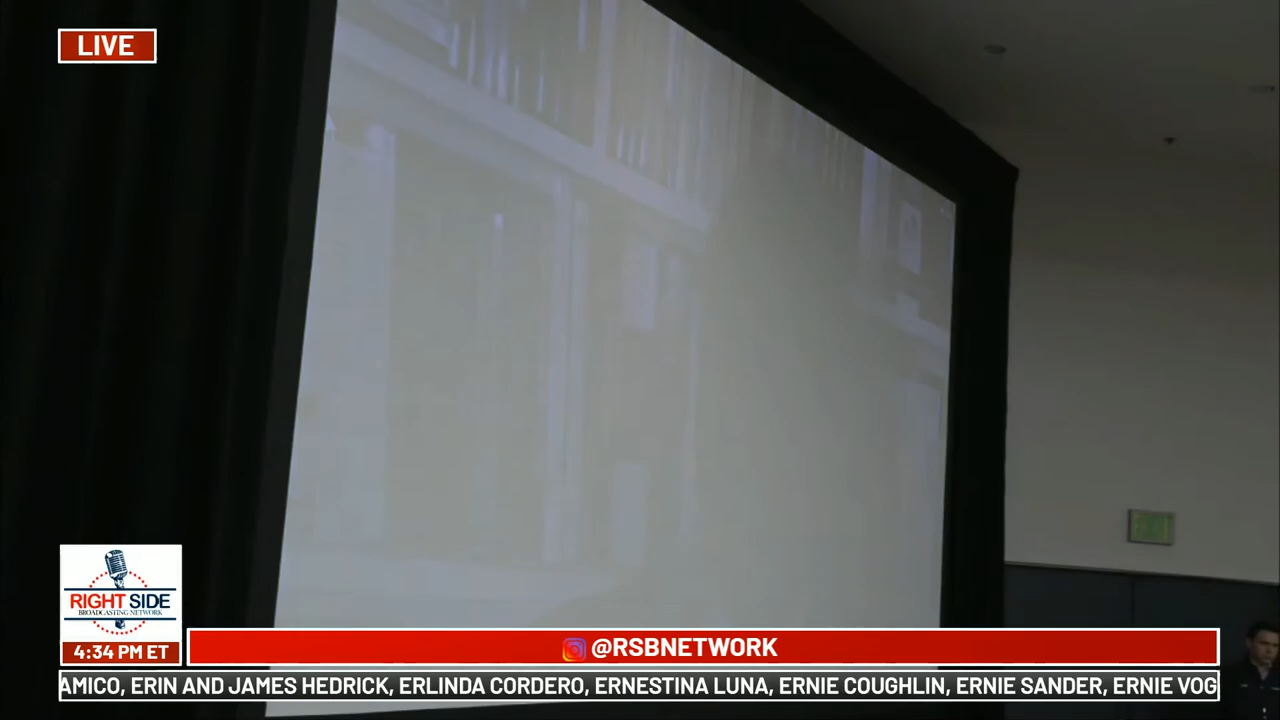 LIVE
RIGHT SIDE
BROADCASTING NETWORK
4:34 PM ET
@RSBNETWORK
AMICO, ERIN AND JAMES HEDRICK, ERLINDA CORDERO, ERNESTINA LUNA, ERNIE COUGHLIN, ERNIE SANDER, ERNIE VOG